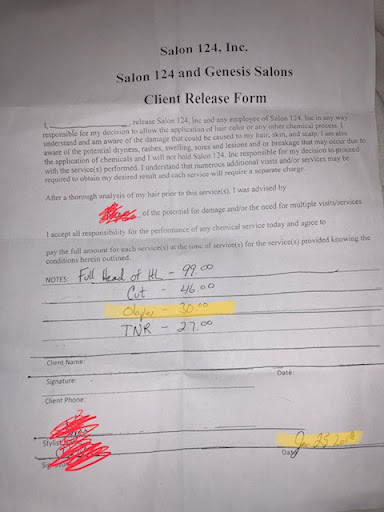 Salon 124, Inc.
Salon 124 and Genesis Salons
Client Release Form
I, ____________, release Salon 124, Inc and any employee of Salon 124, Inc in any way
responsible for my decision to allow the application of hair color or any other chemical process. I
understand and am aware of the damage that could be caused to my hair, skin, and scalp. I am also
aware of the potential dryness, rashes, swelling, sores and lesions and or breakage that may occur due to
the application of chemicals and I will not hold Salon 124, Inc responsible for my decision to proceed
with the service(s) performed. I understand that numerous additional visits and/or services may be
required to obtain my desired result and each service will require a separate charge.
After a thorough analysis of my hair prior to this service(s), I was advised by
of the potential for damage and/or the need for multiple visits/services
I accept all responsibility for the performance of any chemical service today and agree to
pay the full amount for each service(s) at the time of service(s) for the service(s) provided knowing the
conditions herein outlined.
NOTES: Full Head of HL - 99.00
Cut - 46.00
Olaplex - 30.00
TNR - 27.00
Client Name:
Signature: Date:
Client Phone:
Stylist
Date Jan 25